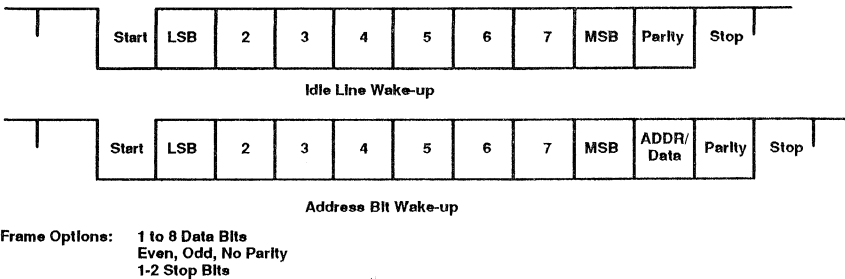 Start LSB 2 3 4 5 6 7 MSB Parity Stop
Idle Line Wake-up
Start LSB 2 3 4 5 6 7 MSB ADDR/ Data Parity Stop
Address Bit Wake-up
Frame Options: 1 to 8 Data Bits
Even, Odd, No Parity
1-2 Stop Bits